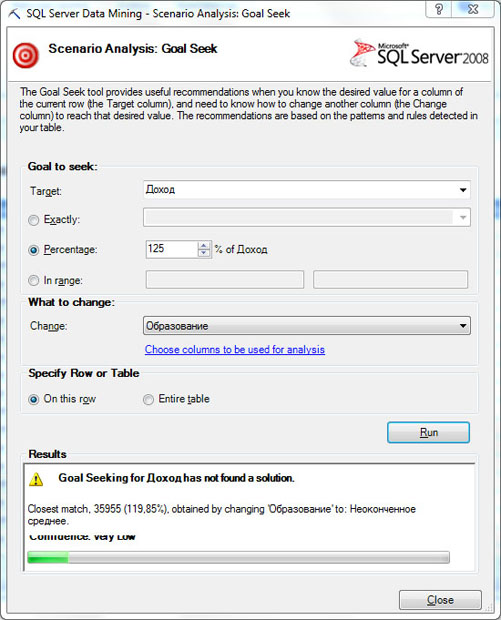 SQL Server Data Mining - Scenario Analysis: Goal Seek
Scenario Analysis: Goal Seek
Microsoft
SQL Server 2008
The Goal Seek tool provides useful recommendations when you know the desired value for a column
of the current row (the Target column), and need to know how to change another column (the Change
column) to reach that desired value. The recommendations are based on the patterns and rules detected
in your table.
Goal to seek:
Target: Доход
Exactly:
Percentage: 125 % of Доход
In range:
What to change:
Change: Образование
Choose columns to be used for analysis
Specify Row or Table
On this row Entire table
Run
Results
Goal Seeking for Доход has not found a solution.
Closest match, 35955 (119,85%), obtained by changing 'Образование' to: Неоконченное
среднее.
Confidence: Very Low
Close